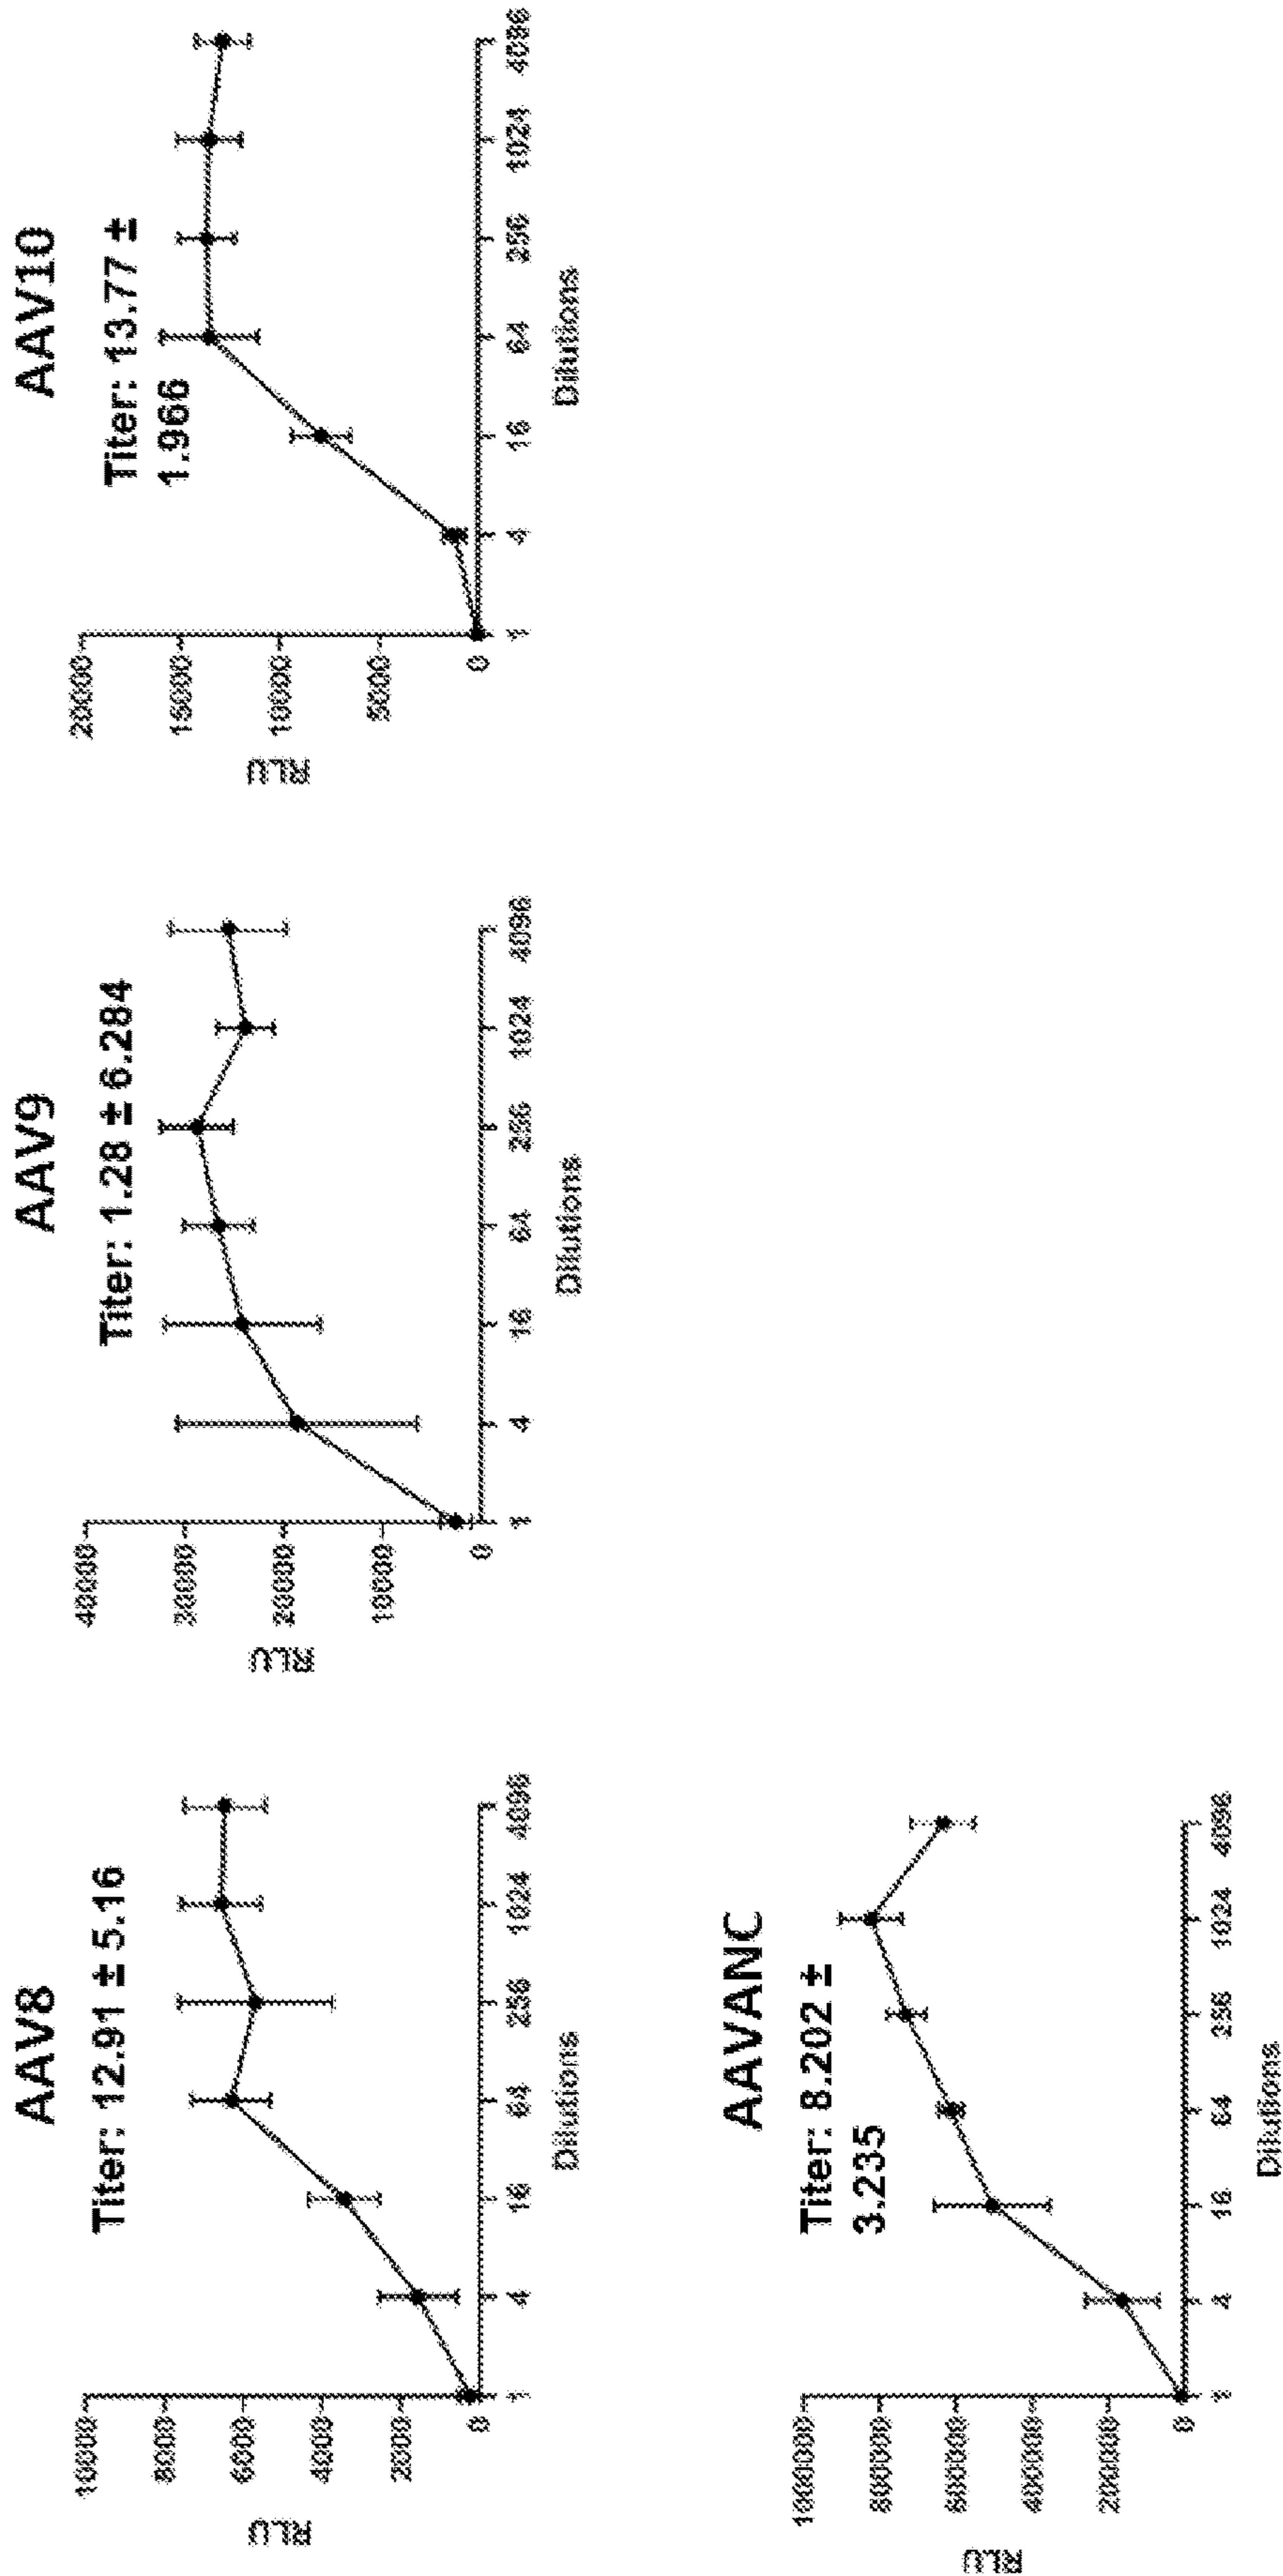 AAV8
Titer: 12.91 ± 5.16
10000
8000
6000
4000
2000
0
RLU
1 4 16 64 256 1024 4096
Dilutions
AAV9
Titer: 1.28 ± 6.284
40000
30000
20000
10000
0
RLU
1 4 16 64 256 1024 4096
Dilutions
AAV10
Titer: 13.77 ±
1.966
20000
15000
10000
5000
0
RLU
1 4 16 64 256 1024 4096
Dilutions
AAVANC
Titer: 8.202 ±
3.235
1000000
800000
600000
400000
200000
0
RLU
1 4 16 64 256 1024 4096
Dilutions